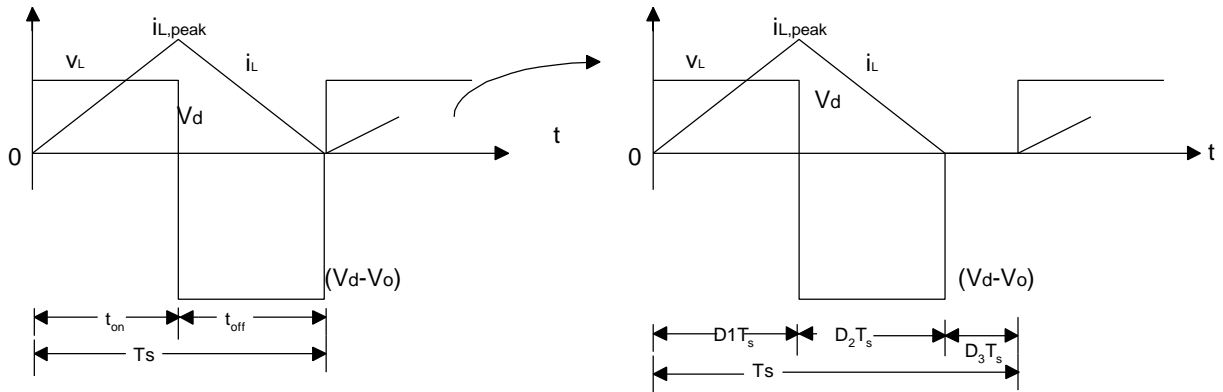 iL,peak
vL
iL
Vd
0
t
(Vd-Vo)
ton
toff
Ts
iL,peak
vL
iL
Vd
0
t
(Vd-Vo)
D1Ts
D2Ts
D3Ts
Ts